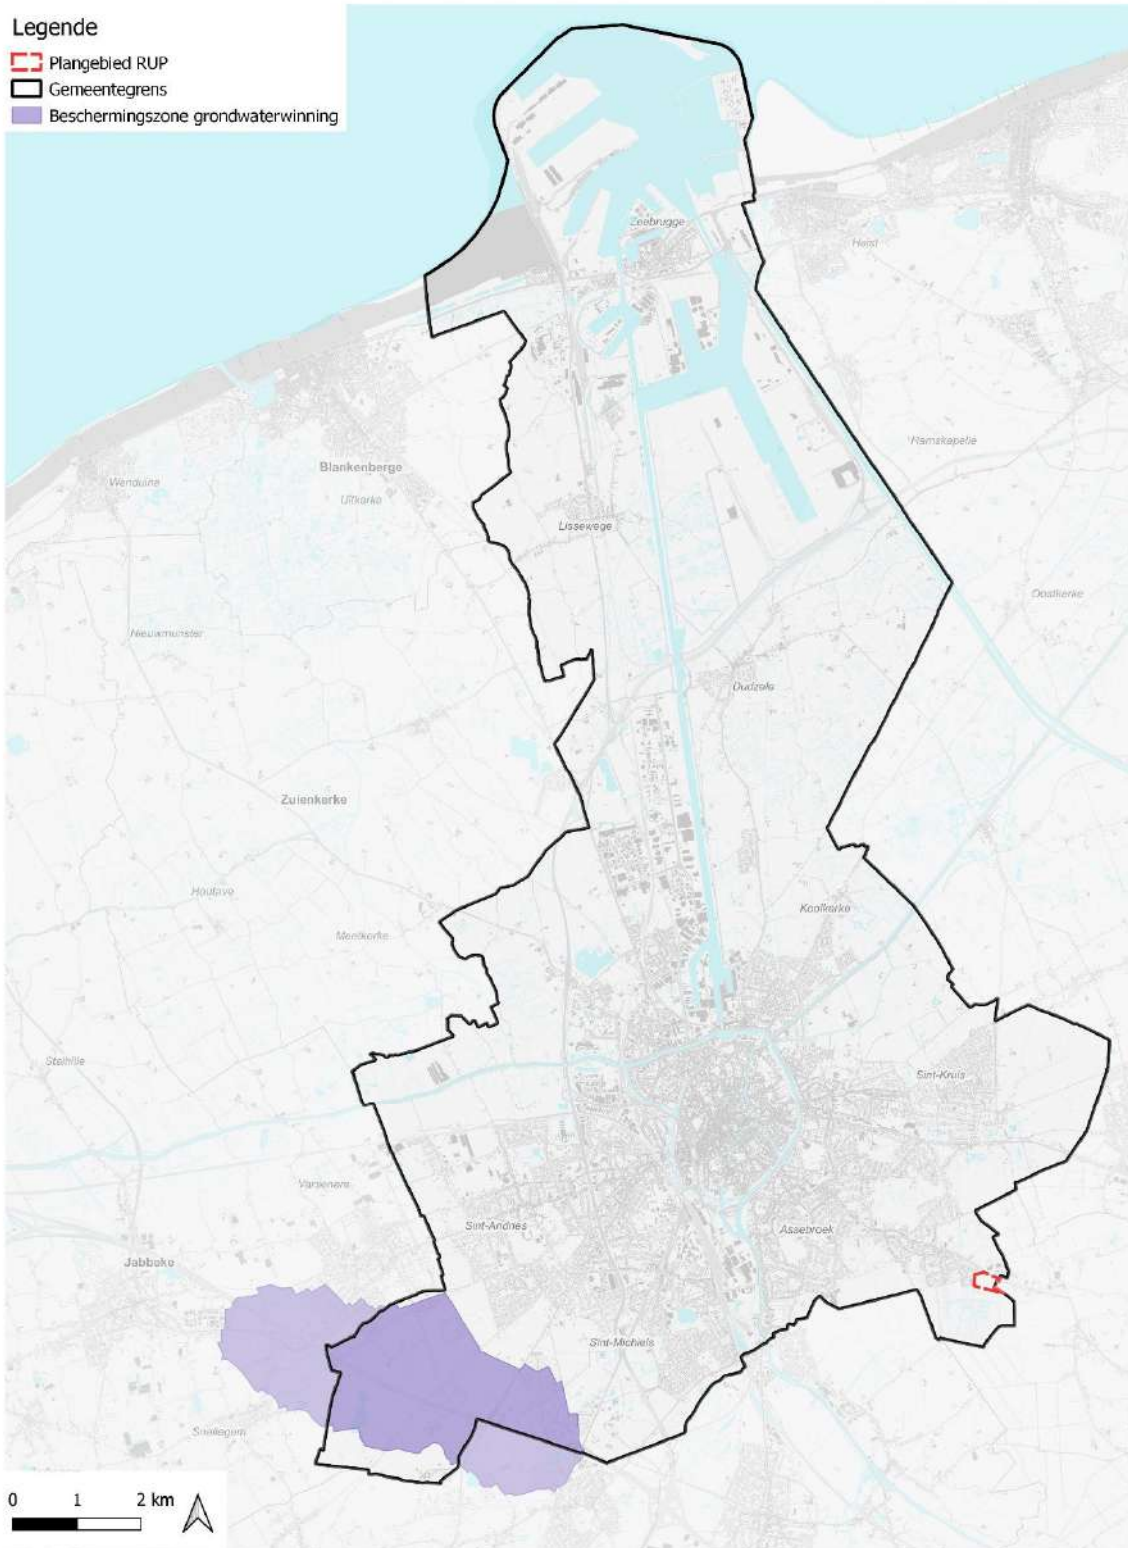 Legende
Plangebied RUP
Gemeentegrens
Beschermingszone grondwaterwinning
Zeebrugge
Heist
Ramskapelle
Blankenberge
Uitkerke
Wenduine
Lissewege
Oostkerke
Nieuwmunster
Dudzele
Zuienkerke
Houtave
Koolkerke
Meetkerke
Stalhille
Sint-Kruis
Varsenare
Sint-Andries
Assebroek
Jabbeke
Sint-Michiels
Snellegem
0 1 2 km